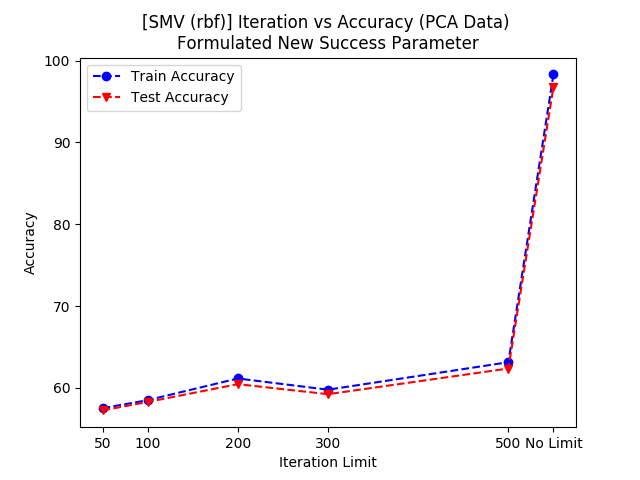 [SMV (rbf)] Iteration vs Accuracy (PCA Data)
Formulated New Success Parameter
Train Accuracy
Test Accuracy
100
90
80
70
60
Accuracy
50 100 200 300 500 No Limit
Iteration Limit